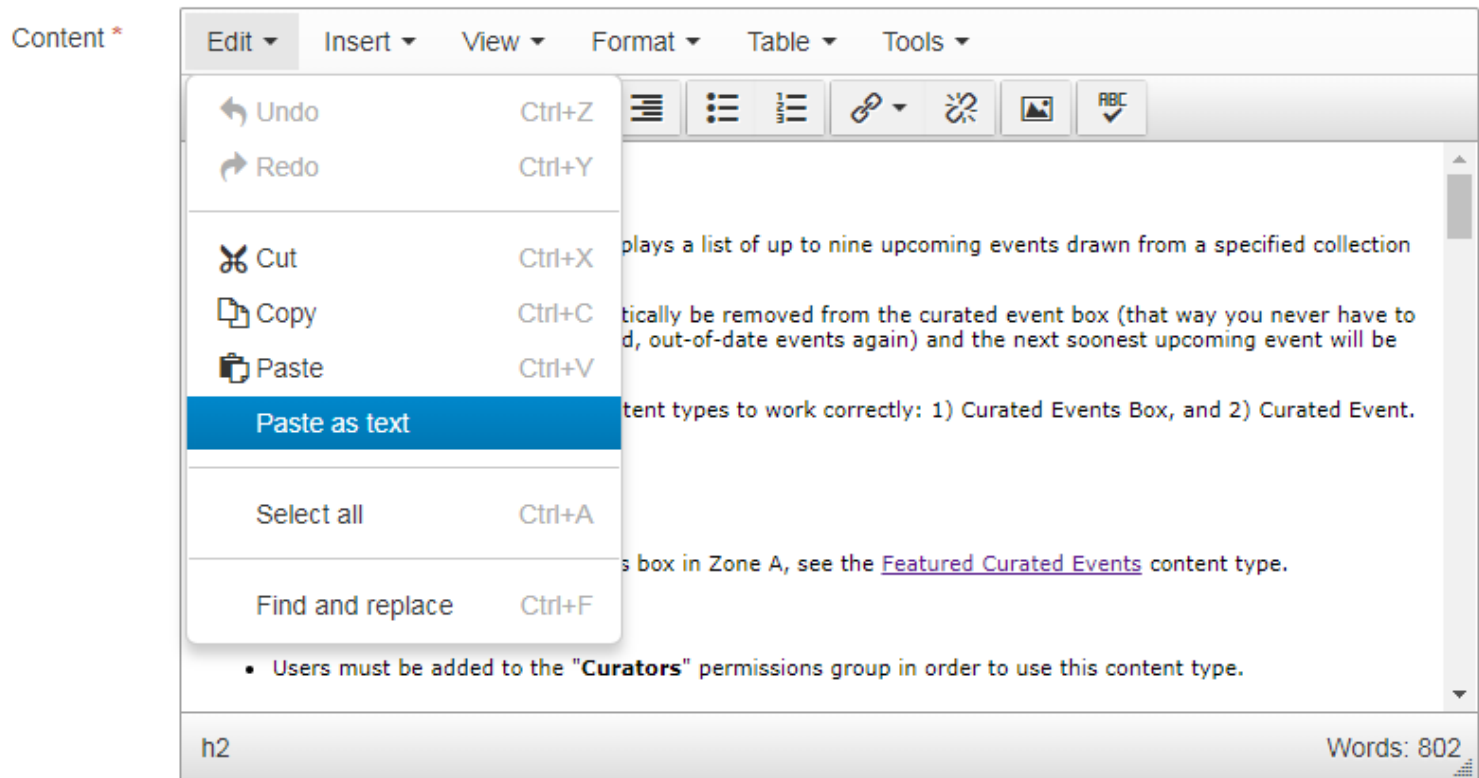 Content *
Edit Insert View Format Table Tools
Undo Ctrl+Z
ABC
Redo Ctrl+Y
plays a list of up to nine upcoming events drawn from a specified collection
Cut Ctrl+X
Copy Ctrl+C
tically be removed from the curated event box (that way you never have to
d, out-of-date events again) and the next soonest upcoming event will be
Paste Ctrl+V
Paste as text
tent types to work correctly: 1) Curated Events Box, and 2) Curated Event.
Select all Ctrl+A
s box in Zone A, see the Featured Curated Events content type.
Find and replace Ctrl+F
• Users must be added to the "Curators" permissions group in order to use this content type.
h2
Words: 802